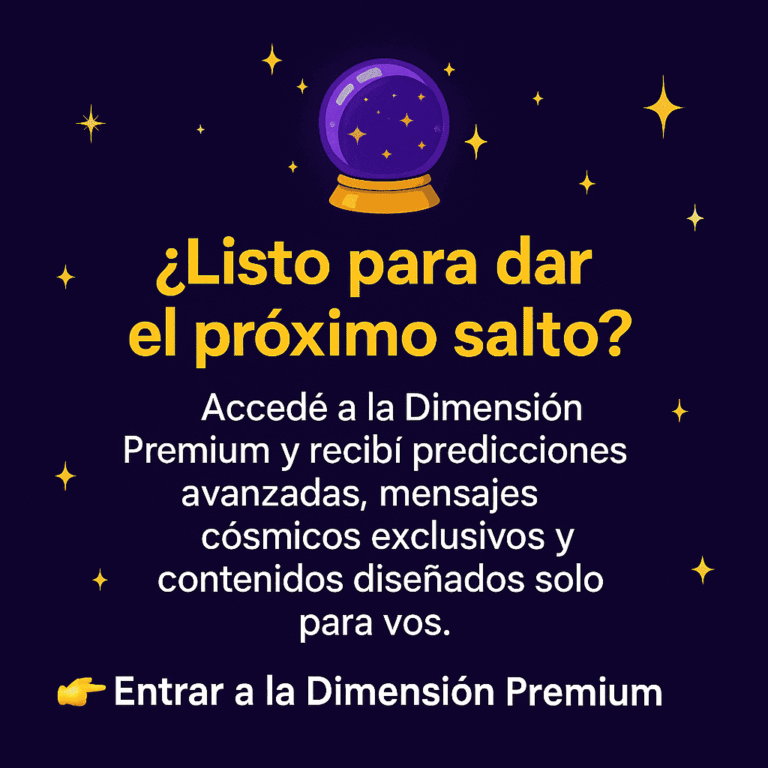 ¿Listo para dar
el próximo salto?
Accedé a la Dimensión
Premium y recibí predicciones
avanzadas, mensajes
cósmicos exclusivos y
contenidos diseñados solo
para vos.
👉 Entrar a la Dimensión Premium